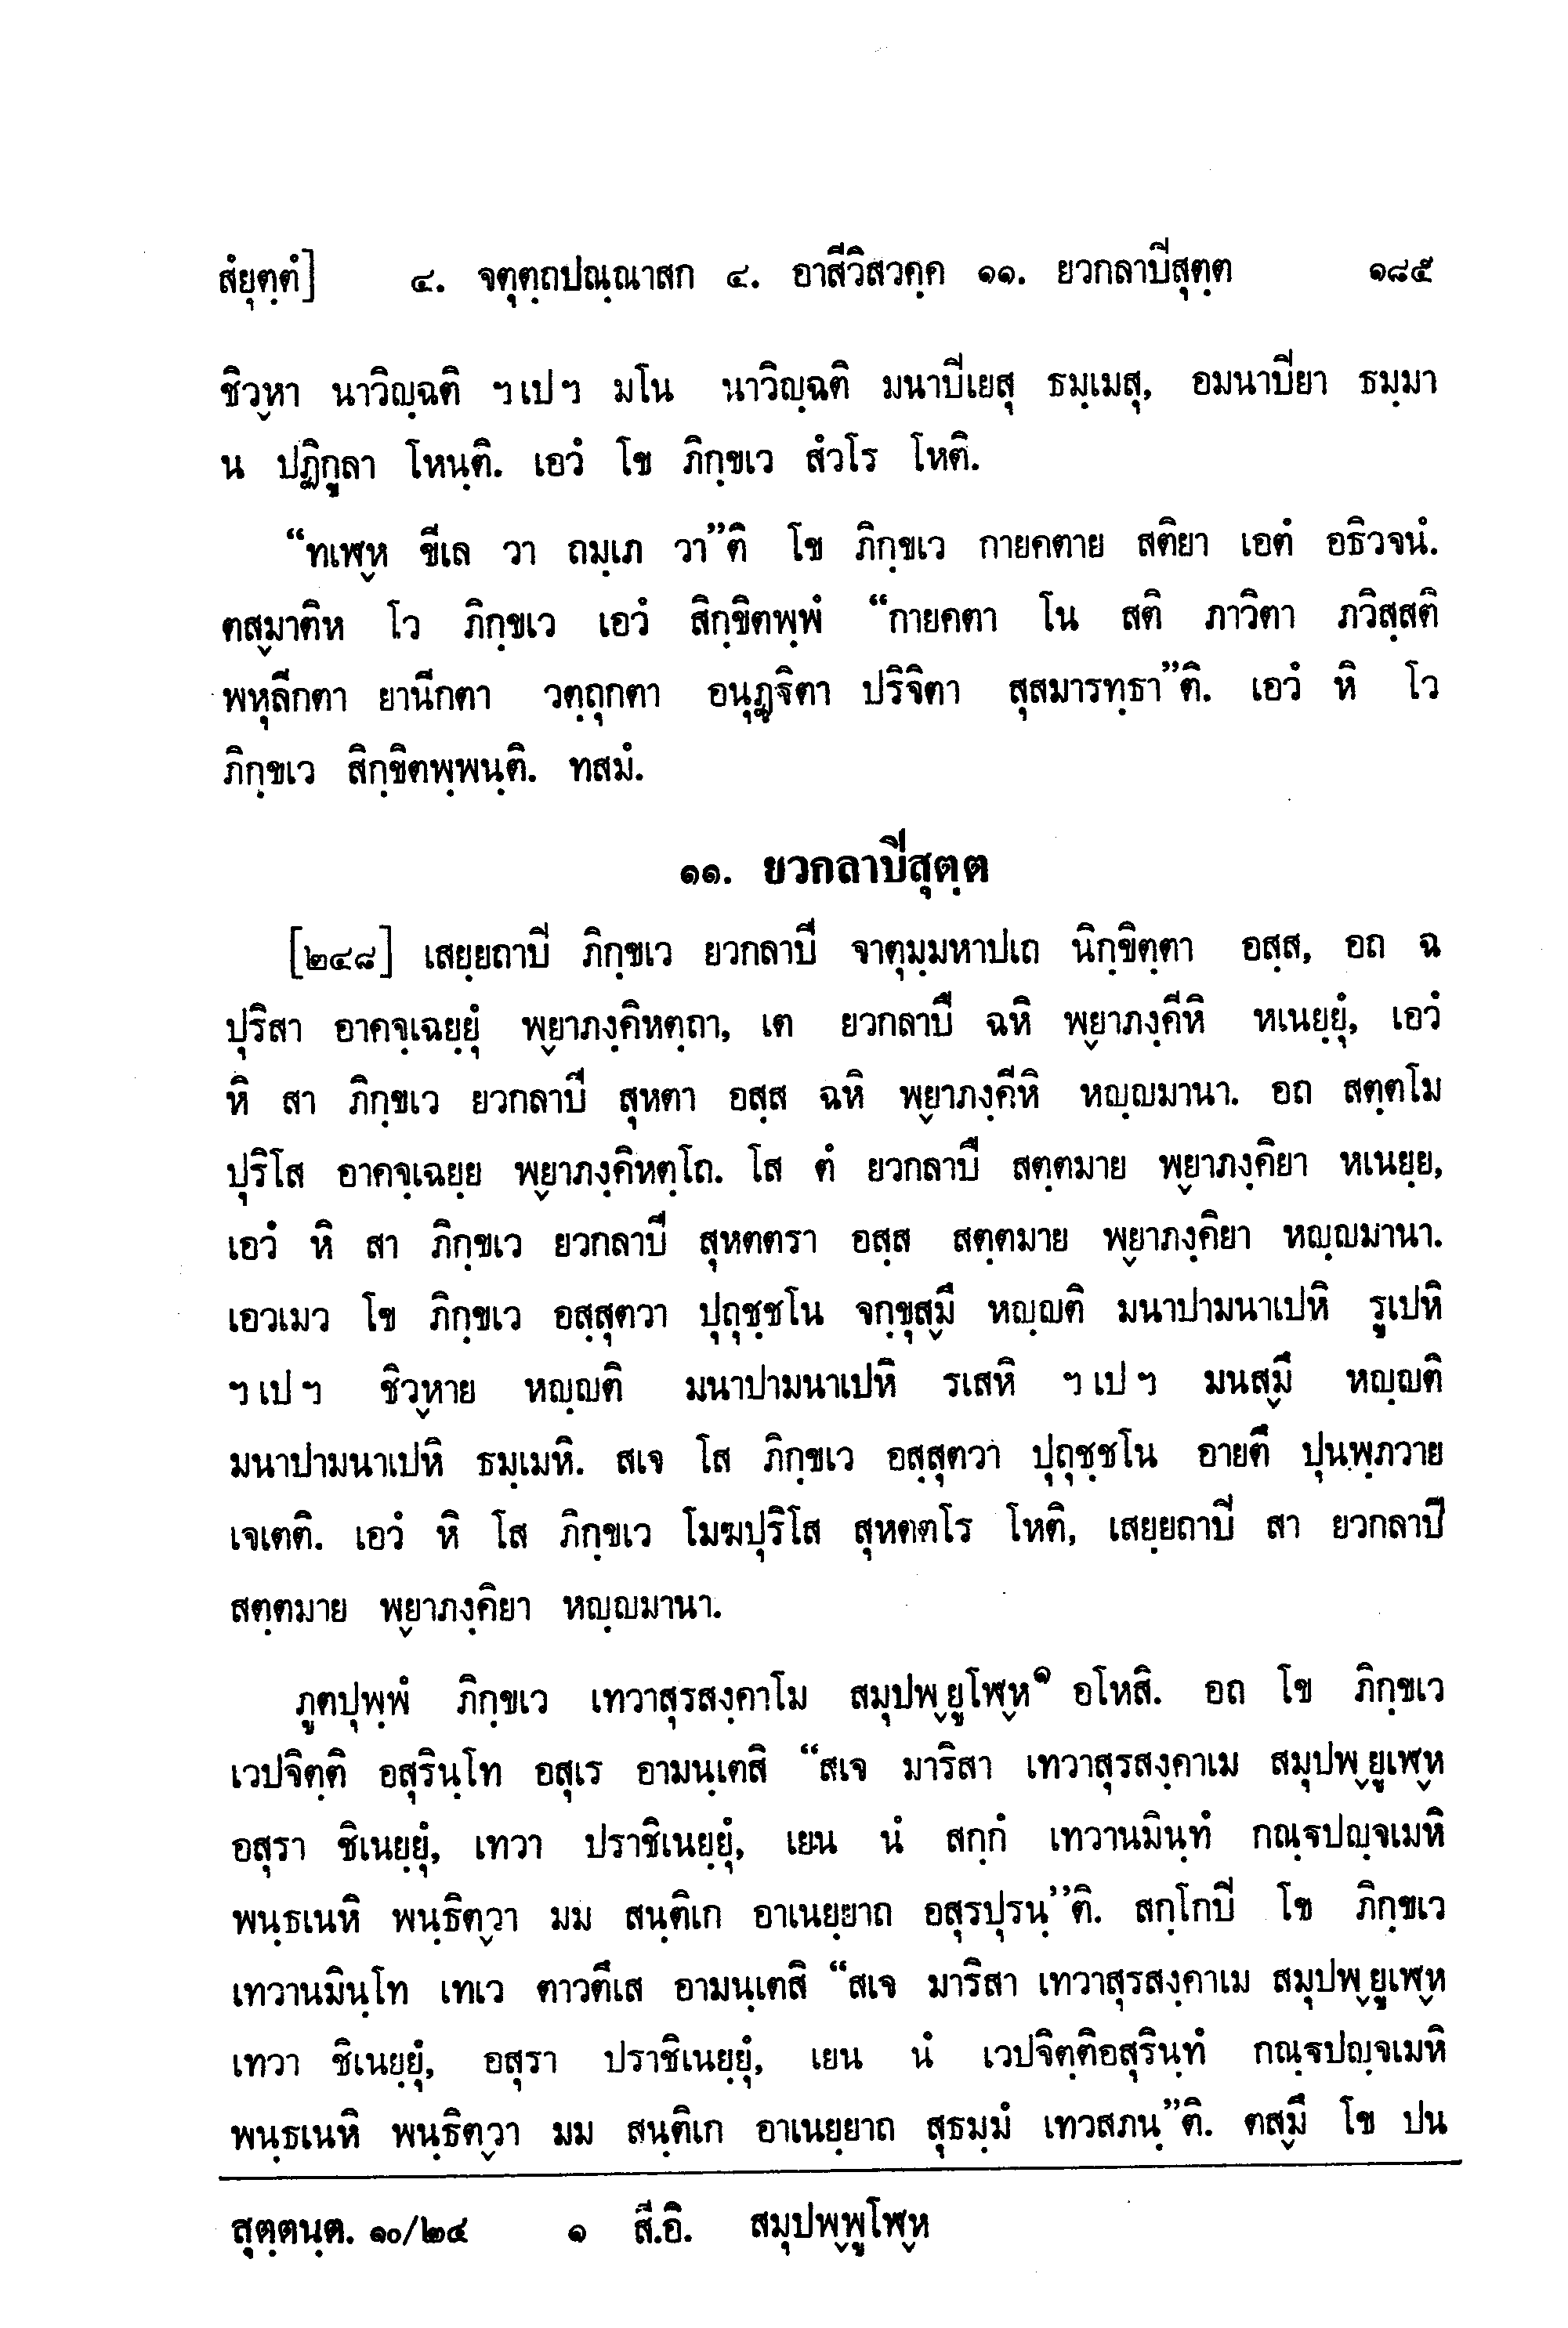 สํยุตฺตํ] ๔. จตุตฺถปณฺณาสก ๔. อาสีวิสวคฺค ๑๑. ยวกลาปีสุตฺต ๑๘๕
ชิวฺหา นาวิญฺฉติ ฯเปฯ มโน นาวิญฺฉติ มนาปิเยสุ ธมฺเมสุ, อมนาปิยา ธมฺมา
น ปฏิกูลา โหนฺติ. เอวํ โข ภิกฺขเว สํวโร โหติ.
“ทเฬฺห ขีเล วา ถมฺเภ วา”ติ โข ภิกฺขเว กายคตาย สติยา เอตํ อธิวจนํ.
ตสฺมาติห โว ภิกฺขเว เอวํ สิกฺขิตพฺพํ “กายคตา โน สติ ภาวิตา ภวิสฺสติ
พหุลีกตา ยานีกตา วตฺถุกตา อนุฏฺฐิตา ปริจิตา สุสมารทฺธา”ติ. เอวํ หิ โว
ภิกฺขเว สิกฺขิตพฺพนฺติ. ทสมํ.
๑๑. ยวกลาปีสุตฺต
[๒๔๘] เสยฺยถาปิ ภิกฺขเว ยวกลาปี จาตุมฺมหาปเถ นิกฺขิตฺตา อสฺส, อถ ฉ
ปุริสา อาคจฺเฉยฺยุํ พฺยาภงฺคิหตฺถา, เต ยวกลาปึ ฉหิ พฺยาภงฺคีหิ หเนยฺยุํ, เอวํ
หิ สา ภิกฺขเว ยวกลาปี สุหตา อสฺส ฉหิ พฺยาภงฺคีหิ หญฺญมานา. อถ สตฺตโม
ปุริโส อาคจฺเฉยฺย พฺยาภงฺคิหตฺโถ. โส ตํ ยวกลาปึ สตฺตมาย พฺยาภงฺคิยา หเนยฺย,
เอวํ หิ สา ภิกฺขเว ยวกลาปี สุหตตรา อสฺส สตฺตมาย พฺยาภงฺคิยา หญฺญมานา.
เอวเมว โข ภิกฺขเว อสฺสุตวา ปุถุชฺชโน จกฺขุสฺมึ หญฺญติ มนาปามนาเปหิ รูเปหิ
ฯเปฯ ชิวฺหาย หญฺญติ มนาปามนาเปหิ รเสหิ ฯเปฯ มนสฺมึ หญฺญติ
มนาปามนาเปหิ ธมฺเมหิ. สเจ โส ภิกฺขเว อสฺสุตวา ปุถุชฺชโน อายตึ ปุนพฺภวาย
เจเตติ. เอวํ หิ โส ภิกฺขเว โมฆปุริโส สุหตตโร โหติ, เสยฺยถาปิ สา ยวกลาปี
สตฺตมาย พฺยาภงฺคิยา หญฺญมานา.
ภูตปุพฺพํ ภิกฺขเว เทวาสุรสงฺคาโม สมุปพฺยูโฬฺห๑ อโหสิ. อถ โข ภิกฺขเว
เวปจิตฺติ อสุรินฺโท อสุเร อามนฺเตสิ “สเจ มาริสา เทวาสุรสงฺคาเม สมุปพฺยูเฬฺห
อสุรา ชิเนยฺยุํ, เทวา ปราชิเนยฺยุํ, เยน นํ สกฺกํ เทวานมินฺทํ กณฺฐปญฺจเมหิ
พนฺธเนหิ พนฺธิตฺวา มม สนฺติเก อาเนยฺยาถ อสุรปุรนฺ”ติ. สกฺโกปิ โข ภิกฺขเว
เทวานมินฺโท เทเว ตาวตึเส อามนฺเตสิ “สเจ มาริสา เทวาสุรสงฺคาเม สมุปพฺยูเฬฺห
เทวา ชิเนยฺยุํ, อสุรา ปราชิเนยฺยุํ, เยน นํ เวปจิตฺติอสุรินฺทํ กณฺฐปญฺจเมหิ
พนฺธเนหิ พนฺธิตฺวา มม สนฺติเก อาเนยฺยาถ สุธมฺมํ เทวสภนฺ”ติ. ตสฺมึ โข ปน
สุตฺตนฺต. ๑๐/๒๔ ๑ สี.อิ. สมุปพฺพูโฬฺห